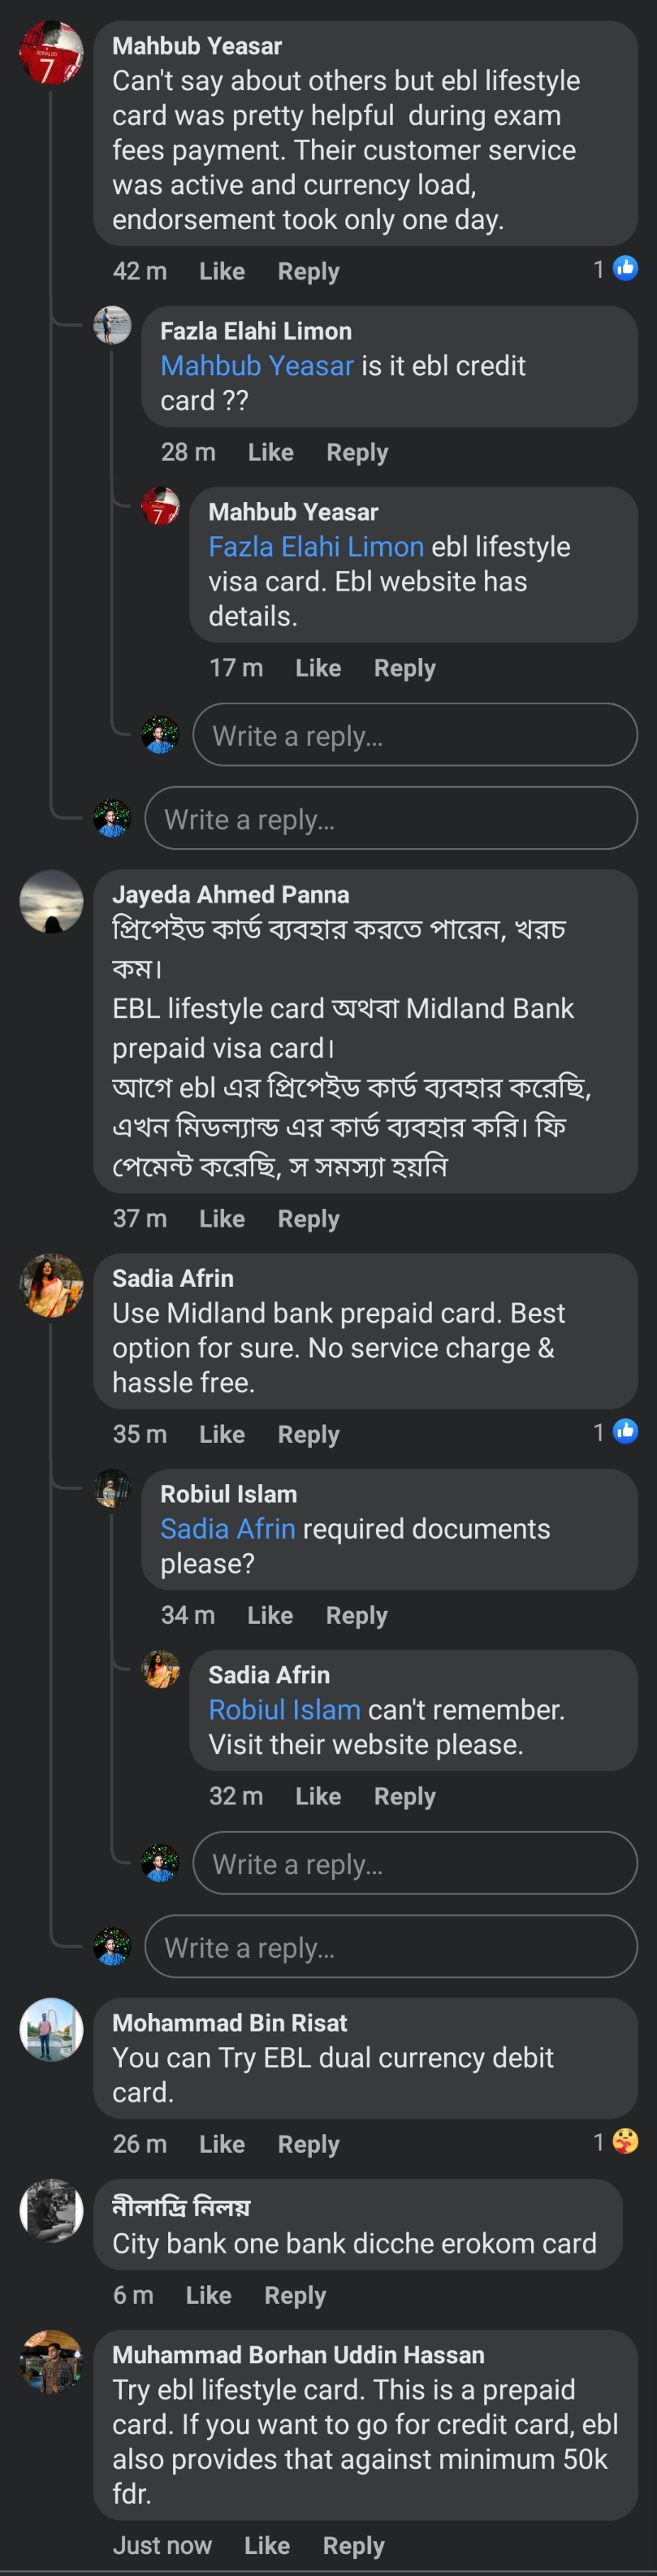 Mahbub Yeasar
Can't say about others but ebl lifestyle
card was pretty helpful during exam
fees payment. Their customer service
was active and currency load,
endorsement took only one day.
42 m Like Reply 1
Fazla Elahi Limon
Mahbub Yeasar is it ebl credit
card ??
28 m Like Reply
Mahbub Yeasar
Fazla Elahi Limon ebl lifestyle
visa card. Ebl website has
details.
17 m Like Reply
Write a reply...
Write a reply...
Jayeda Ahmed Panna
প্রিপেইড কার্ড ব্যবহার করতে পারেন, খরচ
কম।
EBL lifestyle card অথবা Midland Bank
prepaid visa card।
আগে ebl এর প্রিপেইড কার্ড ব্যবহার করেছি,
এখন মিডল্যান্ড এর কার্ড ব্যবহার করি। ফি
পেমেন্ট করেছি, স সমস্যা হয়নি
37 m Like Reply
Sadia Afrin
Use Midland bank prepaid card. Best
option for sure. No service charge &
hassle free.
35 m Like Reply 1
Robiul Islam
Sadia Afrin required documents
please?
34 m Like Reply
Sadia Afrin
Robiul Islam can't remember.
Visit their website please.
32 m Like Reply
Write a reply...
Write a reply...
Mohammad Bin Risat
You can Try EBL dual currency debit
card.
26 m Like Reply 1
নীলাদ্রি নিলয়
City bank one bank dicche erokom card
6 m Like Reply
Muhammad Borhan Uddin Hassan
Try ebl lifestyle card. This is a prepaid
card. If you want to go for credit card, ebl
also provides that against minimum 50k
fdr.
Just now Like Reply